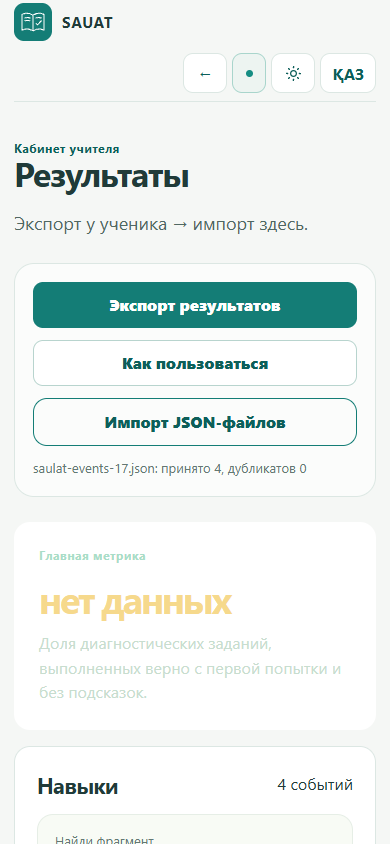 SAUAT
←
ҚАЗ
Кабинет учителя
Результаты
Экспорт у ученика → импорт здесь.
Экспорт результатов
Как пользоваться
Импорт JSON-файлов
saulat-events-17.json: принято 4, дубликатов 0
Главная метрика
нет данных
Доля диагностических заданий,
выполненных верно с первой попытки и
без подсказок.
Навыки 4 событий
Найди фрагмент